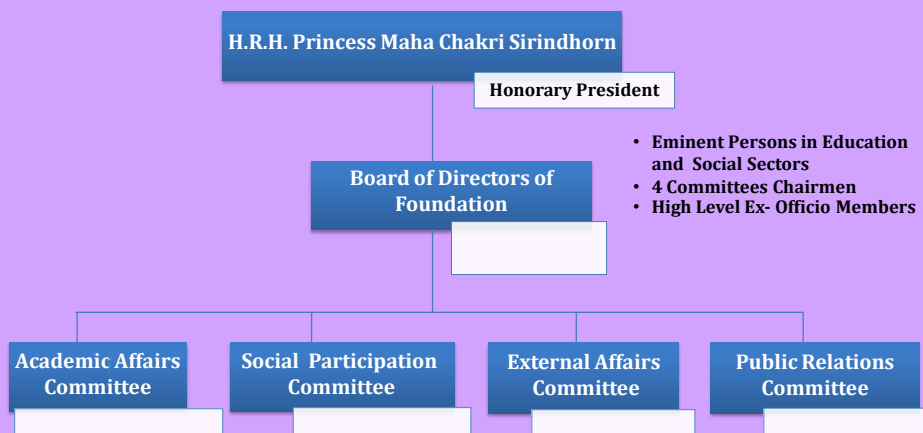 H.R.H. Princess Maha Chakri Sirindhorn
Honorary President
• Eminent Persons in Education
and Social Sectors
• 4 Committees Chairmen
• High Level Ex- Officio Members
Board of Directors of
Foundation
Academic Affairs
Committee
Social Participation
Committee
External Affairs
Committee
Public Relations
Committee